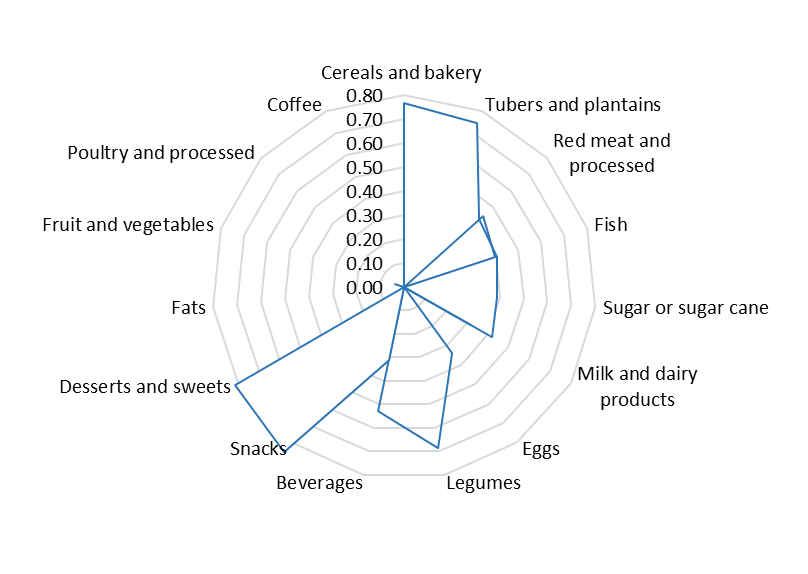 Cereals and bakery
Tubers and plantains
Red meat and
processed
Fish
Sugar or sugar cane
Milk and dairy
products
Eggs
Legumes
Beverages
Snacks
Desserts and sweets
Fats
Fruit and vegetables
Poultry and processed
Coffee
0.80
0.70
0.60
0.50
0.40
0.30
0.20
0.10
0.00